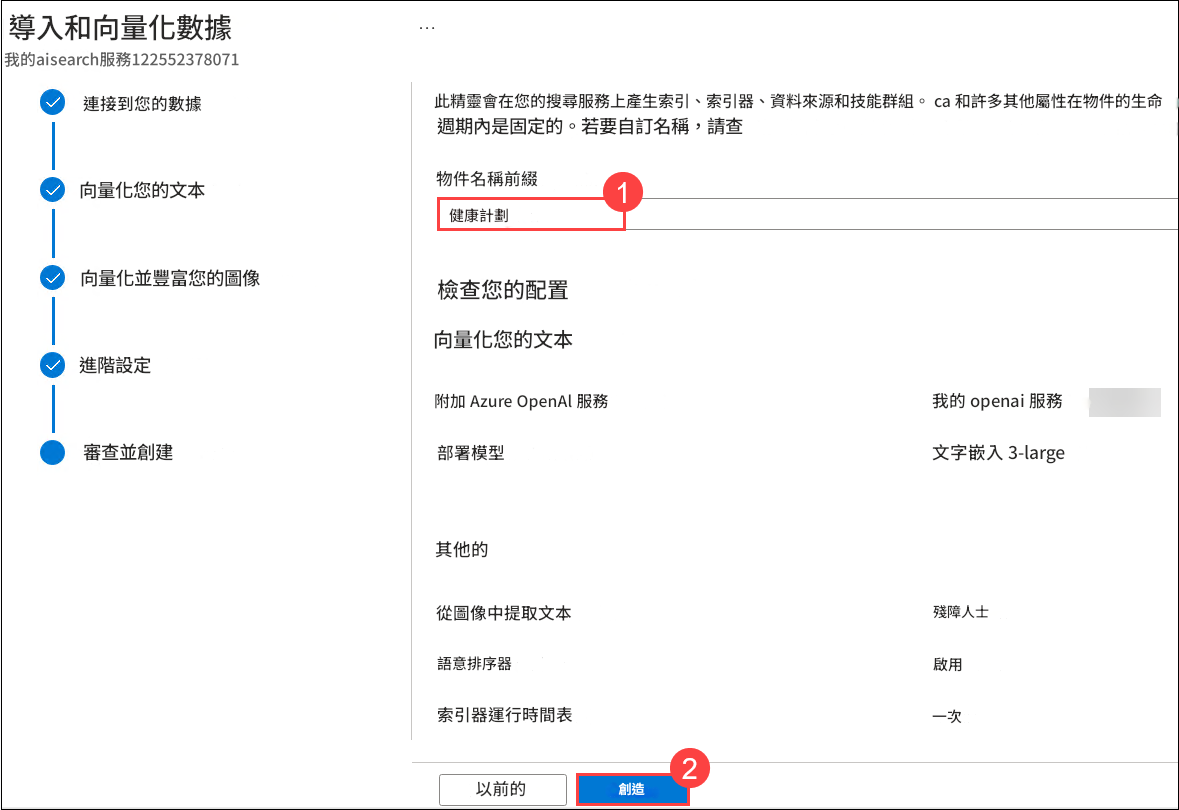 導入和向量化數據
...
我的aisearch服務122552378071
連接到您的數據
向量化您的文本
向量化並豐富您的圖像
進階設定
審查並創建
此精靈會在您的搜尋服務上產生索引、索引器、資料來源和技能群組。 ca 和許多其他屬性在物件的生命
週期內是固定的。若要自訂名稱，請查
物件名稱前綴
1
健康計劃
檢查您的配置
向量化您的文本
附加 Azure OpenAl 服務 我的 openai 服務
部署模型 文字嵌入 3-large
其他的
從圖像中提取文本 殘障人士
語意排序器 啟用
索引器運行時間表 一次
2
以前的 創造